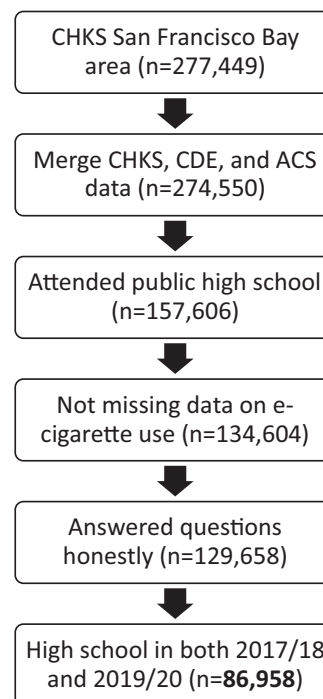 CHKS San Francisco Bay
area (n=277,449)
Merge CHKS, CDE, and ACS
data (n=274,550)
Attended public high school
(n=157,606)
Not missing data on e-
cigarette use (n=134,604)
Answered questions
honestly (n=129,658)
High school in both 2017/18
and 2019/20 (n=86,958)